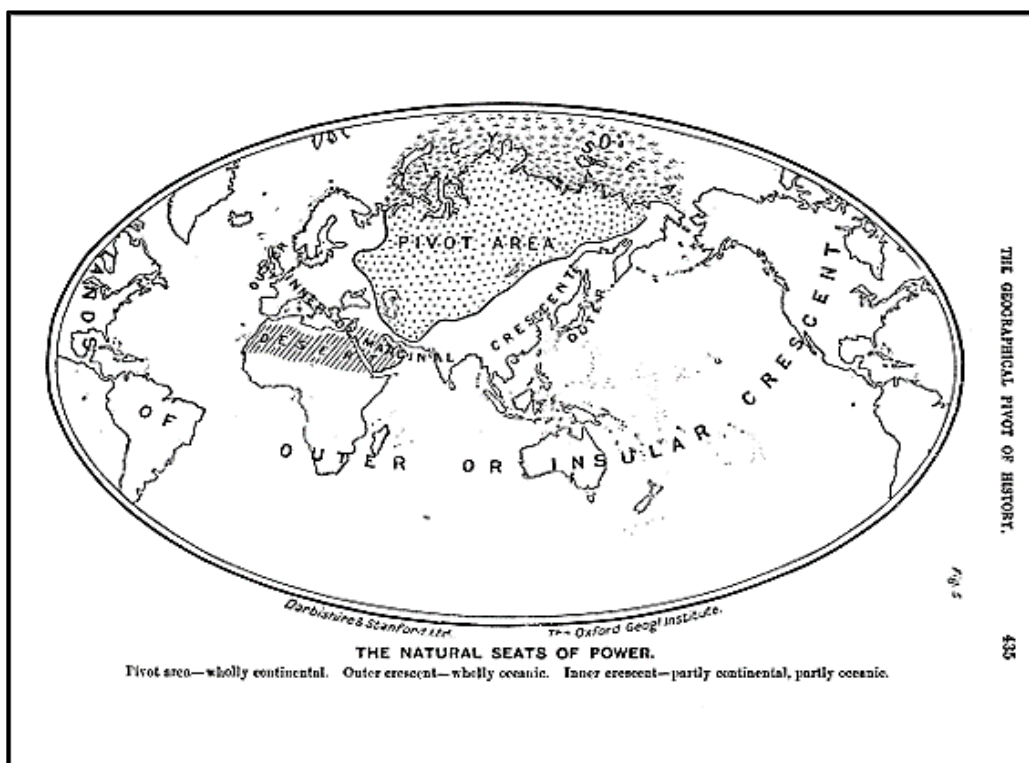 ICY SEA
PIVOT AREA
LANDS
OF
OUTER OR INSULAR CRESCENT
INNER OR MARGINAL CRESCENT
OUTER
OUTER
DESERT
Darbishire & Stanford Ltd.
The Oxford Geogl Institute.
THE NATURAL SEATS OF POWER.
Pivot area—wholly continental. Outer crescent—wholly oceanic. Inner crescent—partly continental, partly oceanic.
THE GEOGRAPHICAL PIVOT OF HISTORY.
Fig. 5
435